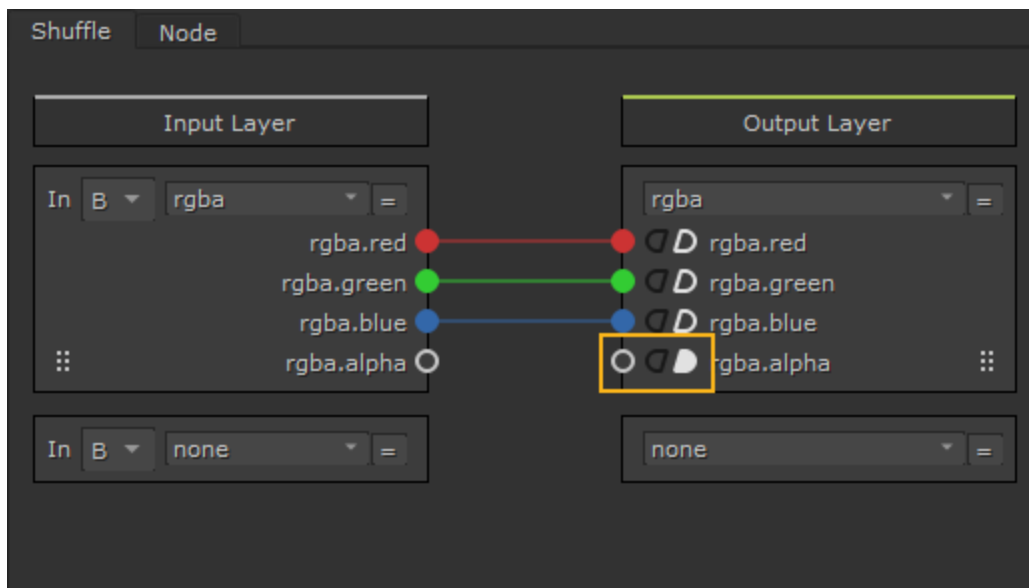 Shuffle Node
Input Layer Output Layer
In B rgba = rgba =
rgba.red rgba.red
rgba.green rgba.green
rgba.blue rgba.blue
rgba.alpha rgba.alpha
In B none = none =